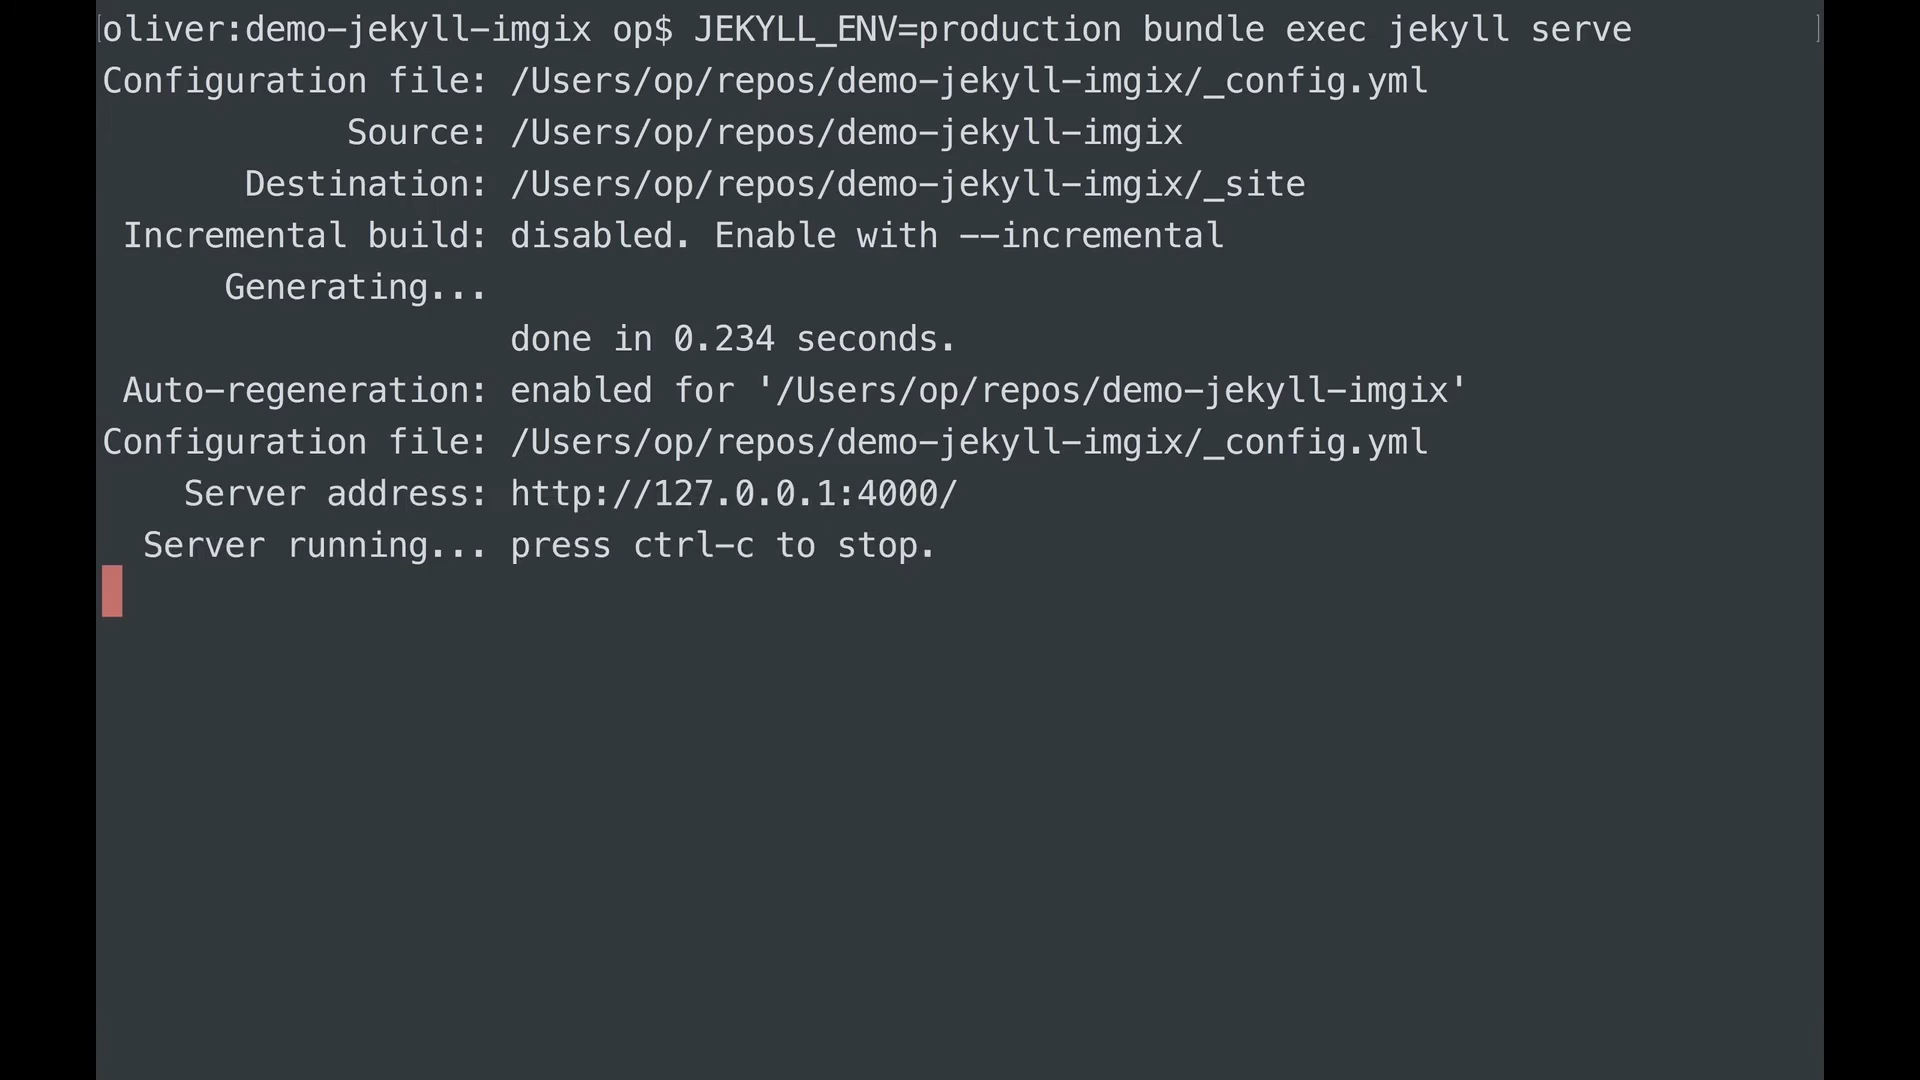 oliver:demo-jekyll-imgix op$ JEKYLL_ENV=production bundle exec jekyll serve
Configuration file: /Users/op/repos/demo-jekyll-imgix/_config.yml
Source: /Users/op/repos/demo-jekyll-imgix
Destination: /Users/op/repos/demo-jekyll-imgix/_site
Incremental build: disabled. Enable with --incremental
Generating...
done in 0.234 seconds.
Auto-regeneration: enabled for '/Users/op/repos/demo-jekyll-imgix'
Configuration file: /Users/op/repos/demo-jekyll-imgix/_config.yml
Server address: http://127.0.0.1:4000/
Server running... press ctrl-c to stop.